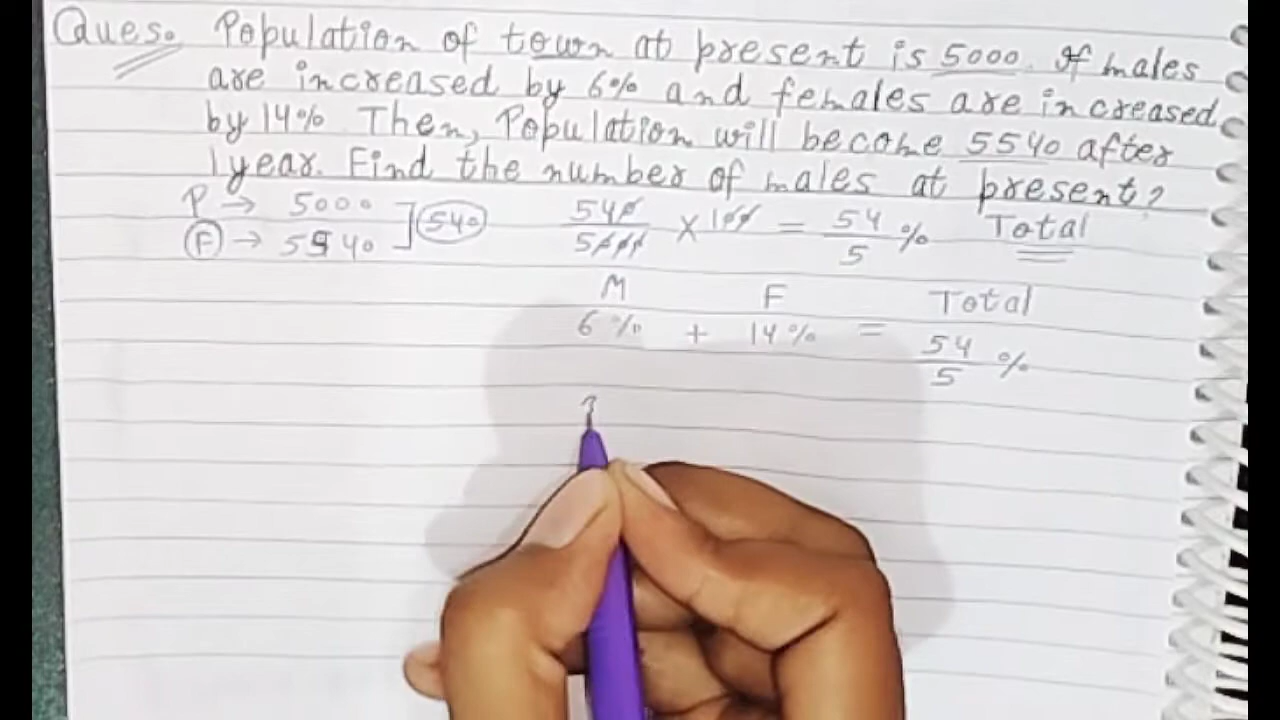 Ques. Population of town at present is 5000. If males
are increased by 6% and females are increased
by 14%. Then, Population will become 5540 after
1 year. Find the number of males at present?
P → 5000
F → 5540 ] 540
540/5000 × 100 = 54/5 % Total
M F Total
6% + 14% = 54/5 %